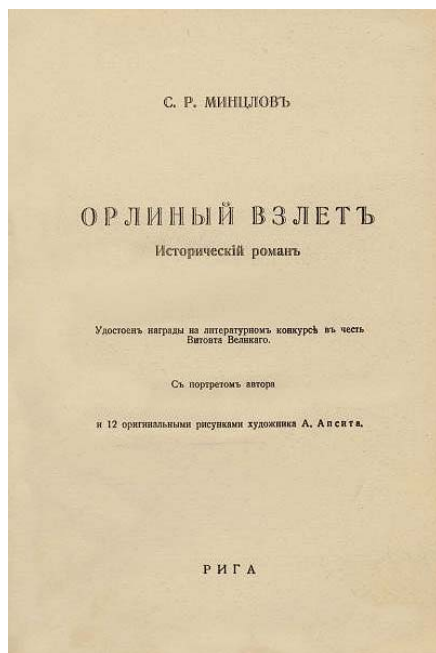 С. Р. МИНЦЛОВЪ
ОРЛИНЫЙ ВЗЛЕТЪ
Историческій романъ
Удостоенъ награды на литературномъ конкурсѣ въ честь
Витовта Великаго.
Съ портретомъ автора
и 12 оригинальными рисунками художника А. Апсита.
РИГА